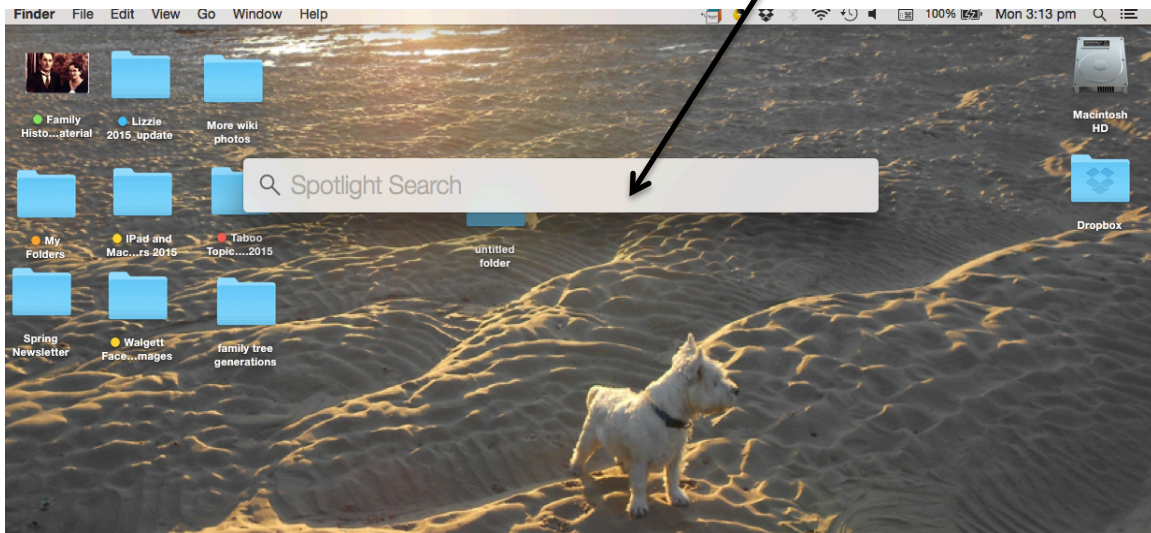 Finder File Edit View Go Window Help 100% Mon 3:13 pm
Family
Histo...aterial
Lizzie
2015_update
More wiki
photos
Macintosh
HD
Spotlight Search
My
Folders
IPad and
Mac...rs 2015
Taboo
Topic....2015
untitled
folder
Dropbox
Spring
Newsletter
Walgett
Face...mages
family tree
generations